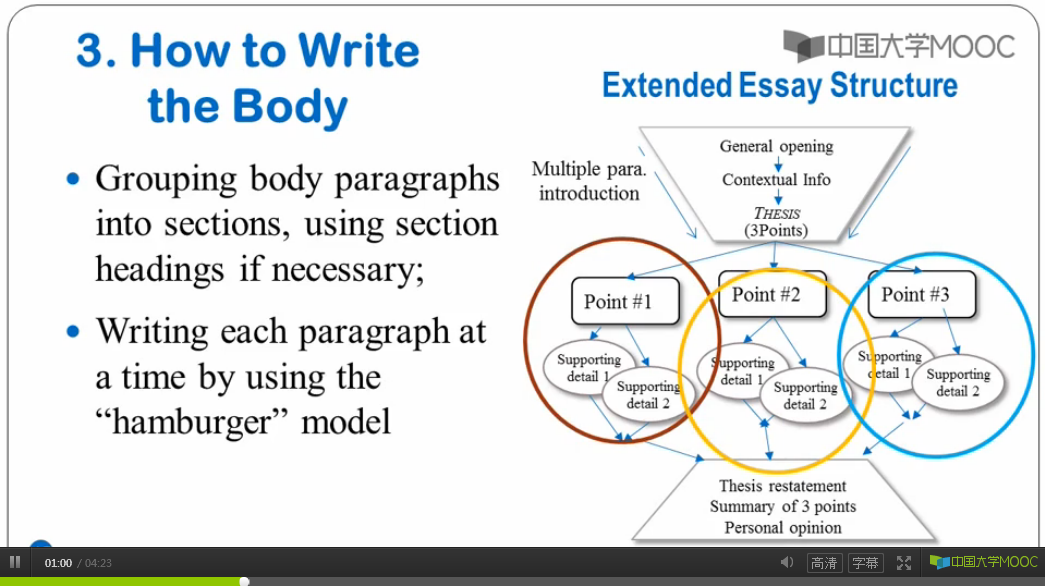 3. How to Write
the Body
中国大学MOOC
Extended Essay Structure
• Grouping body paragraphs
into sections, using section
headings if necessary;
• Writing each paragraph at
a time by using the
“hamburger” model
Multiple para.
introduction
General opening
Contextual Info
THESIS
(3Points)
Point #1
Point #2
Point #3
Supporting
detail 1
Supporting
detail 2
Supporting
detail 1
Supporting
detail 2
Supporting
detail 1
Supporting
detail 2
Thesis restatement
Summary of 3 points
Personal opinion
01:00 / 04:23
高清
字幕
中国大学MOOC